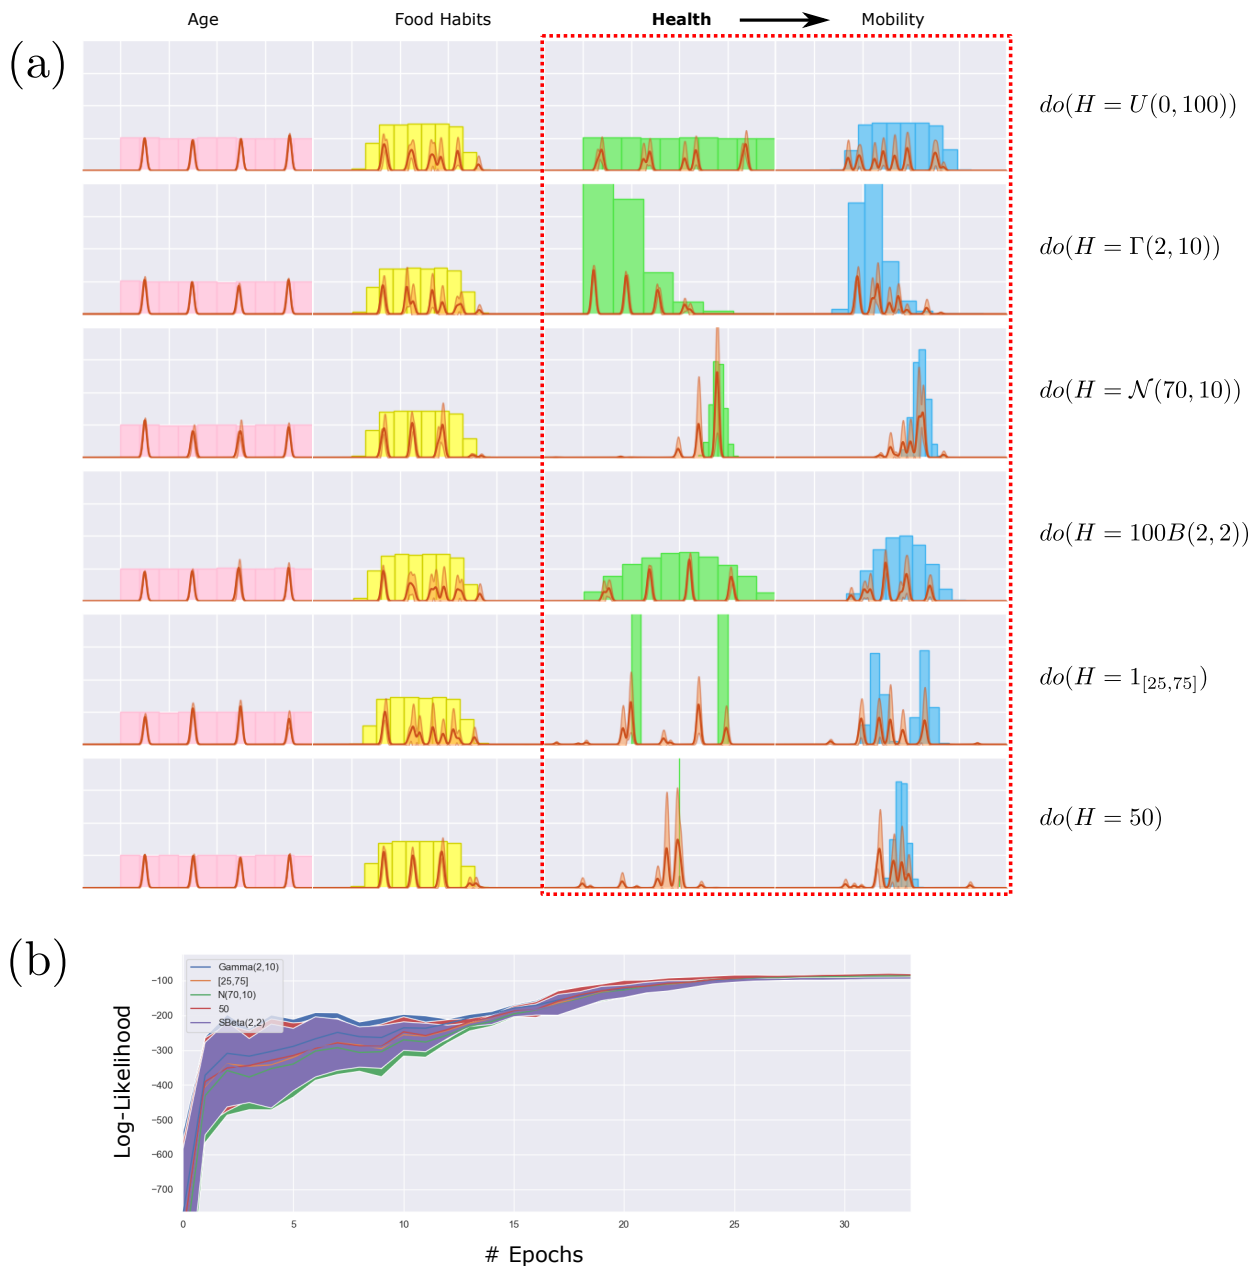 Age Food Habits Health Mobility
(a)
do(H = U(0, 100))
do(H = Γ(2, 10))
do(H = 𝒩(70, 10))
do(H = 100B(2, 2))
do(H = 1[25,75])
do(H = 50)
(b)
Gamma(2,10)
[25,75]
N(70,10)
50
SBeta(2,2)
−100
−200
−300
−400
−500
−600
−700
Log-Likelihood
0 5 10 15 20 25 30
# Epochs